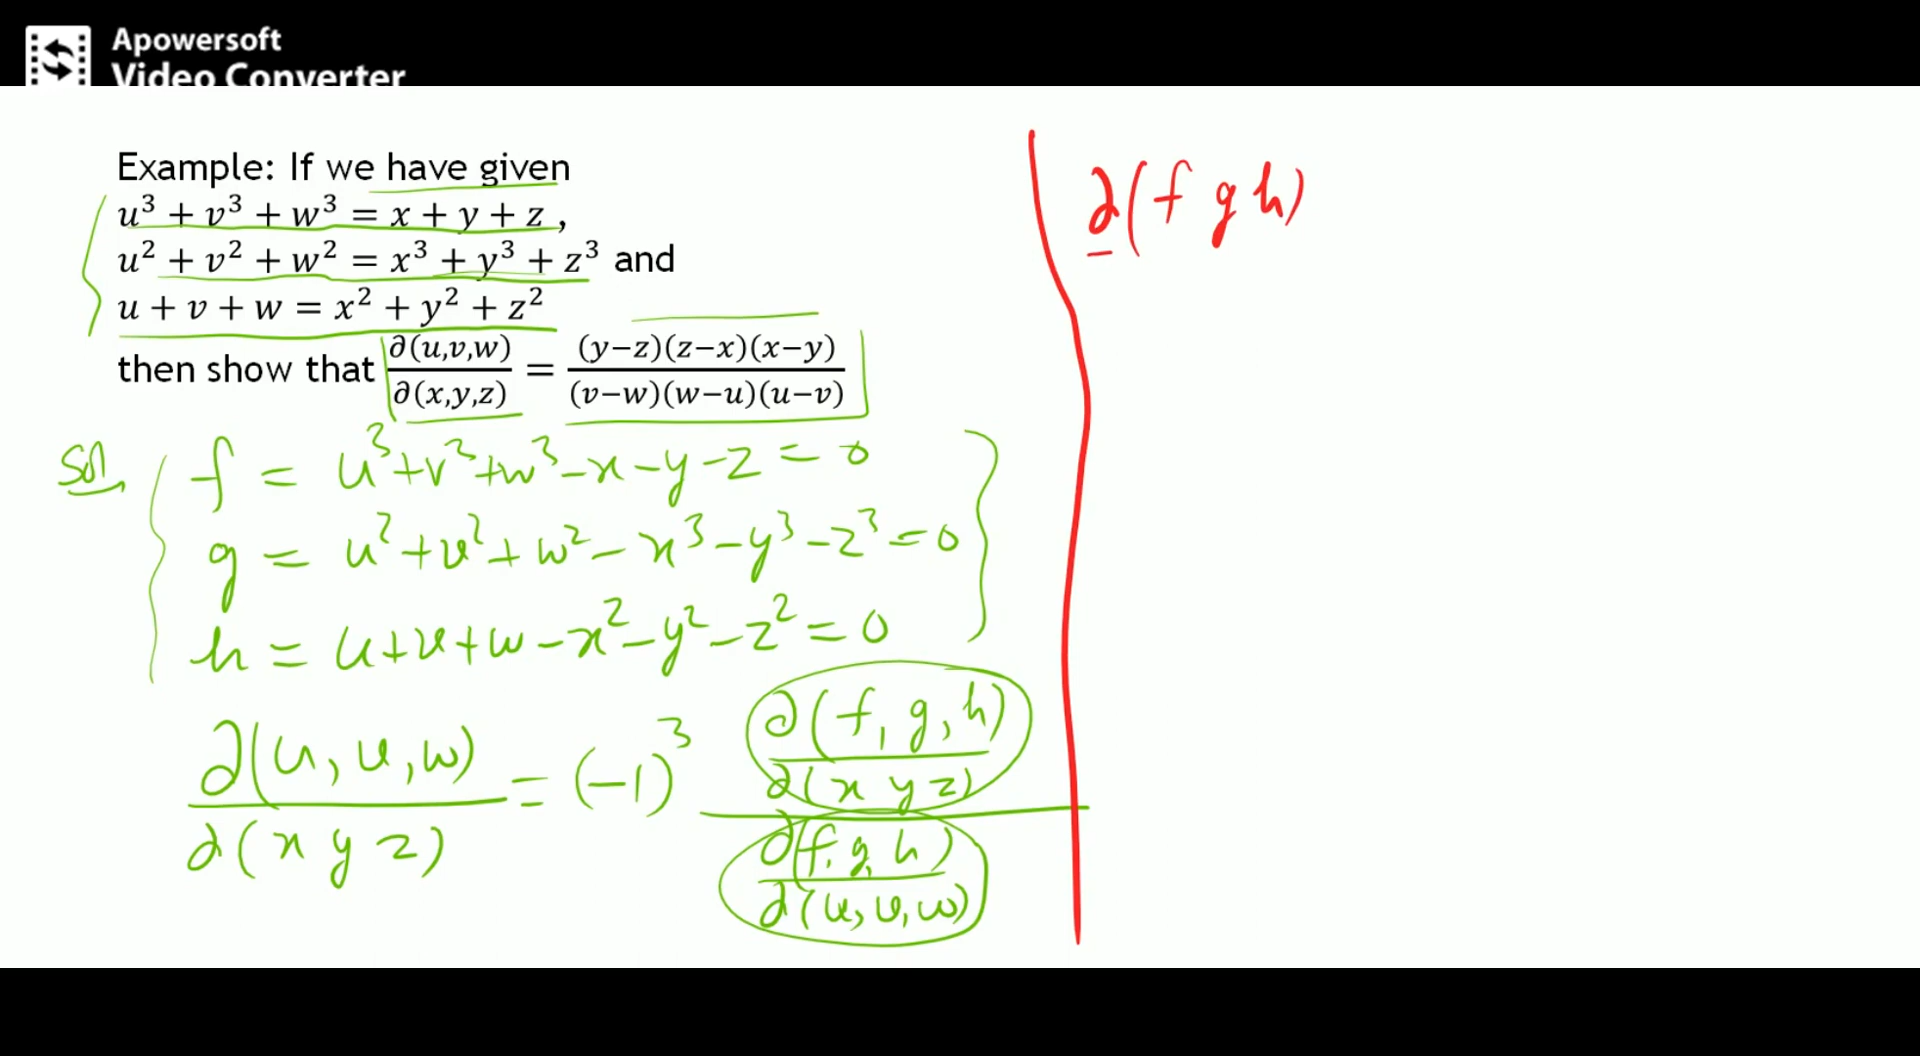 Apowersoft
Video Converter
Example: If we have given
u³ + v³ + w³ = x + y + z ,
u² + v² + w² = x³ + y³ + z³ and
u + v + w = x² + y² + z²
then show that ∂(u,v,w)/∂(x,y,z) = (y−z)(z−x)(x−y)/(v−w)(w−u)(u−v)
Sol
f = u³+v³+w³−x−y−z = 0
g = u²+v²+w²−x³−y³−z³ = 0
h = u+v+w−x²−y²−z² = 0
∂(u,v,w)/∂(x y z) = (−1)³ ∂(f,g,h)/∂(x y z) / ∂(f,g,h)/∂(u,v,w)
∂(f g h)